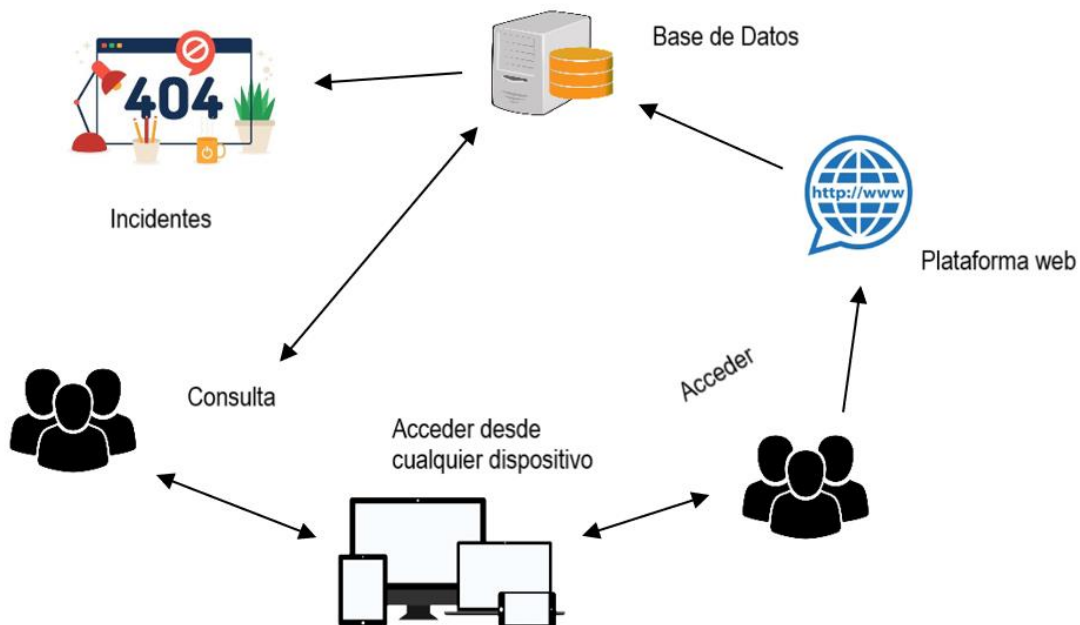 Base de Datos
404
http://www
Incidentes
Plataforma web
Acceder
Consulta
Acceder desde
cualquier dispositivo